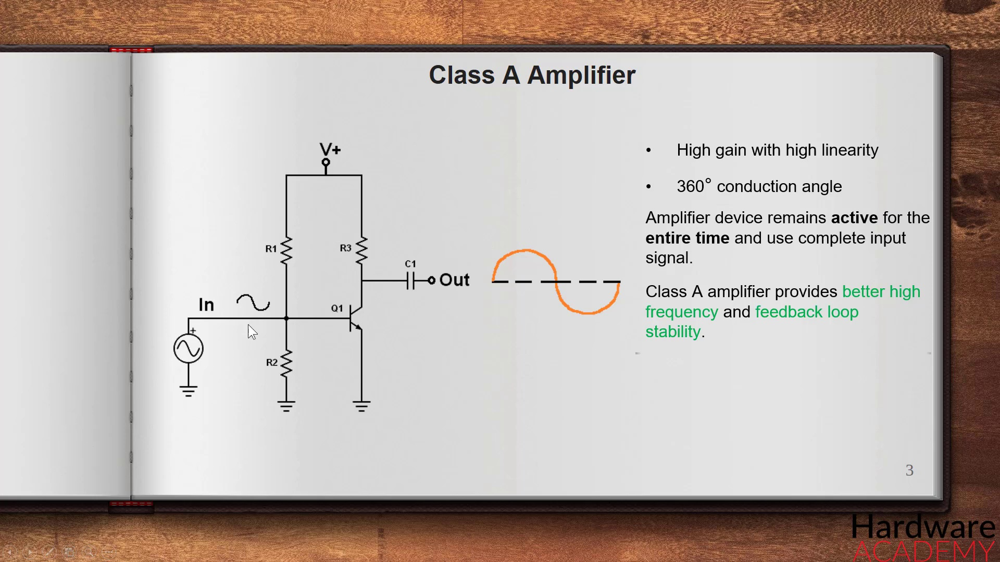 Class A Amplifier
V+
R1
R3
C1
Out
In
Q1
+
R2
• High gain with high linearity
• 360° conduction angle
Amplifier device remains active for the
entire time and use complete input
signal.
Class A amplifier provides better high
frequency and feedback loop
stability.
3
Hardware
ACADEMY